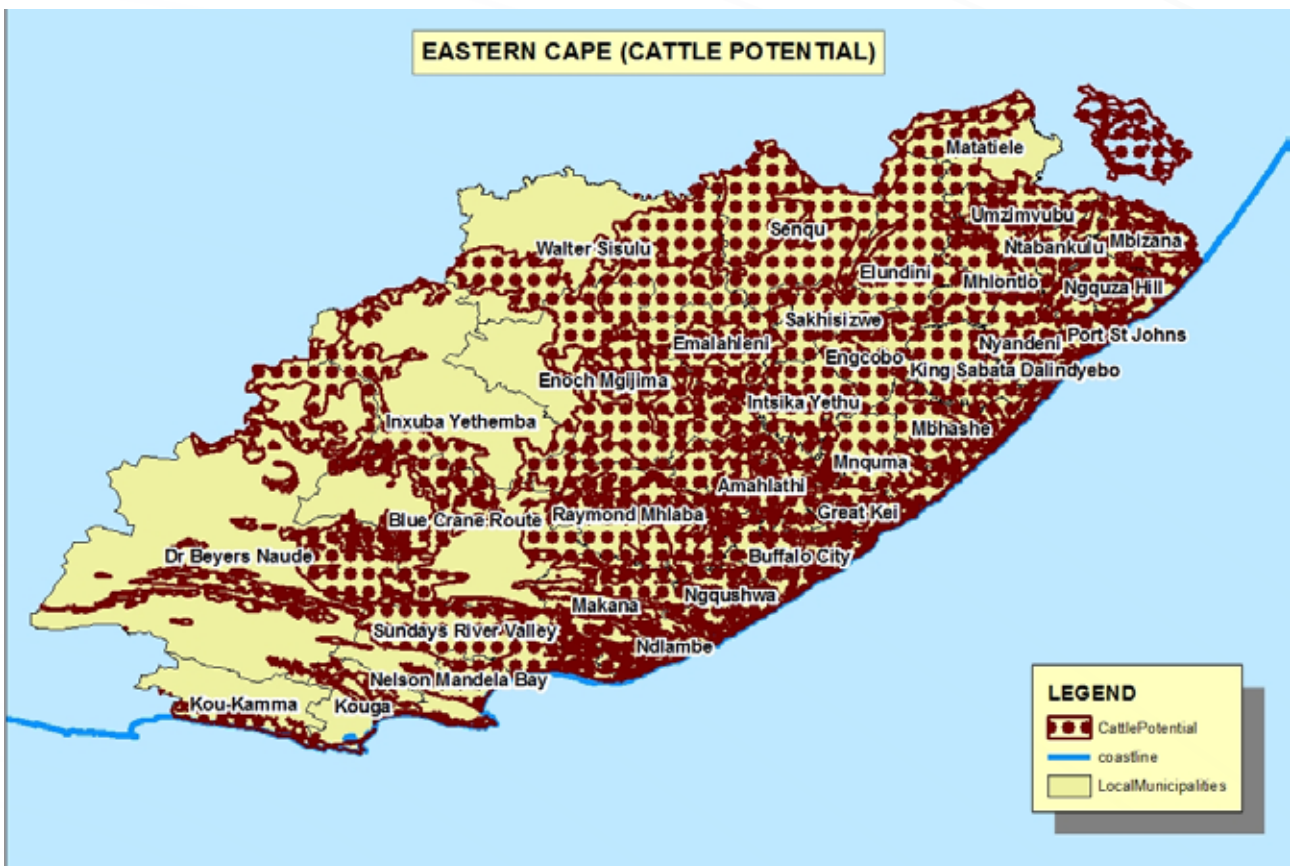 EASTERN CAPE (CATTLE POTENTIAL)
Matatiele
Umzimvubu
Senqu
Ntabankulu
Mbizana
Walter Sisulu
Elundini
Mhlontlo
Ngquza Hill
Sakhisizwe
Port St Johns
Emalahleni
Nyandeni
Engcobo
King Sabata Dalindyebo
Enoch Mgijima
Intsika Yethu
Inxuba Yethemba
Mbhashe
Mnquma
Amahlathi
Great Kei
Blue Crane Route
Raymond Mhlaba
Dr Beyers Naude
Buffalo City
Ngqushwa
Makana
Sundays River Valley
Ndlambe
Nelson Mandela Bay
Kou-Kamma
Kouga
LEGEND
CattlePotential
coastline
LocalMunicipalities